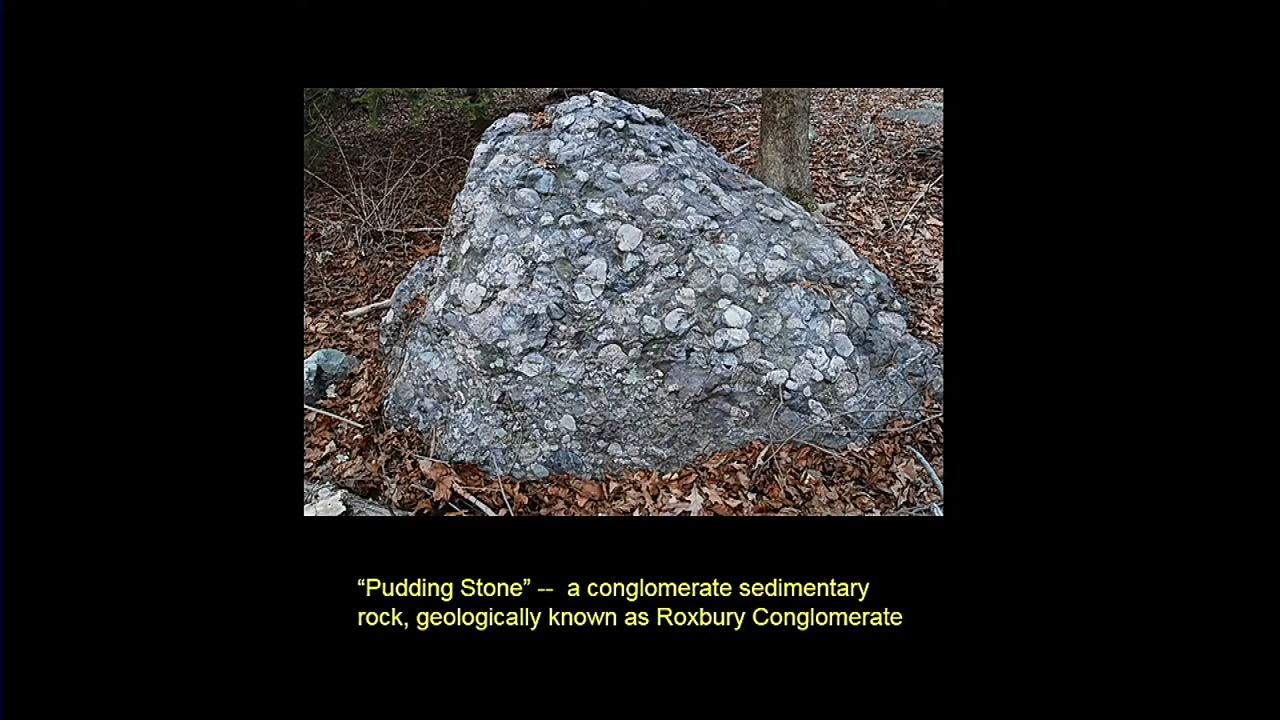 “Pudding Stone” --  a conglomerate sedimentary
rock, geologically known as Roxbury Conglomerate